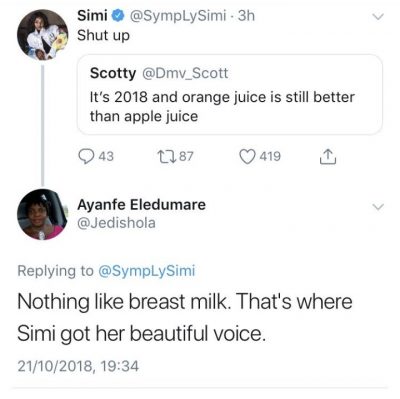 Simi @SympLySimi · 3h
Shut up
Scotty @Dmv_Scott
It's 2018 and orange juice is still better
than apple juice
43 87 419
Ayanfe Eledumare
@Jedishola
Replying to @SympLySimi
Nothing like breast milk. That's where
Simi got her beautiful voice.
21/10/2018, 19:34